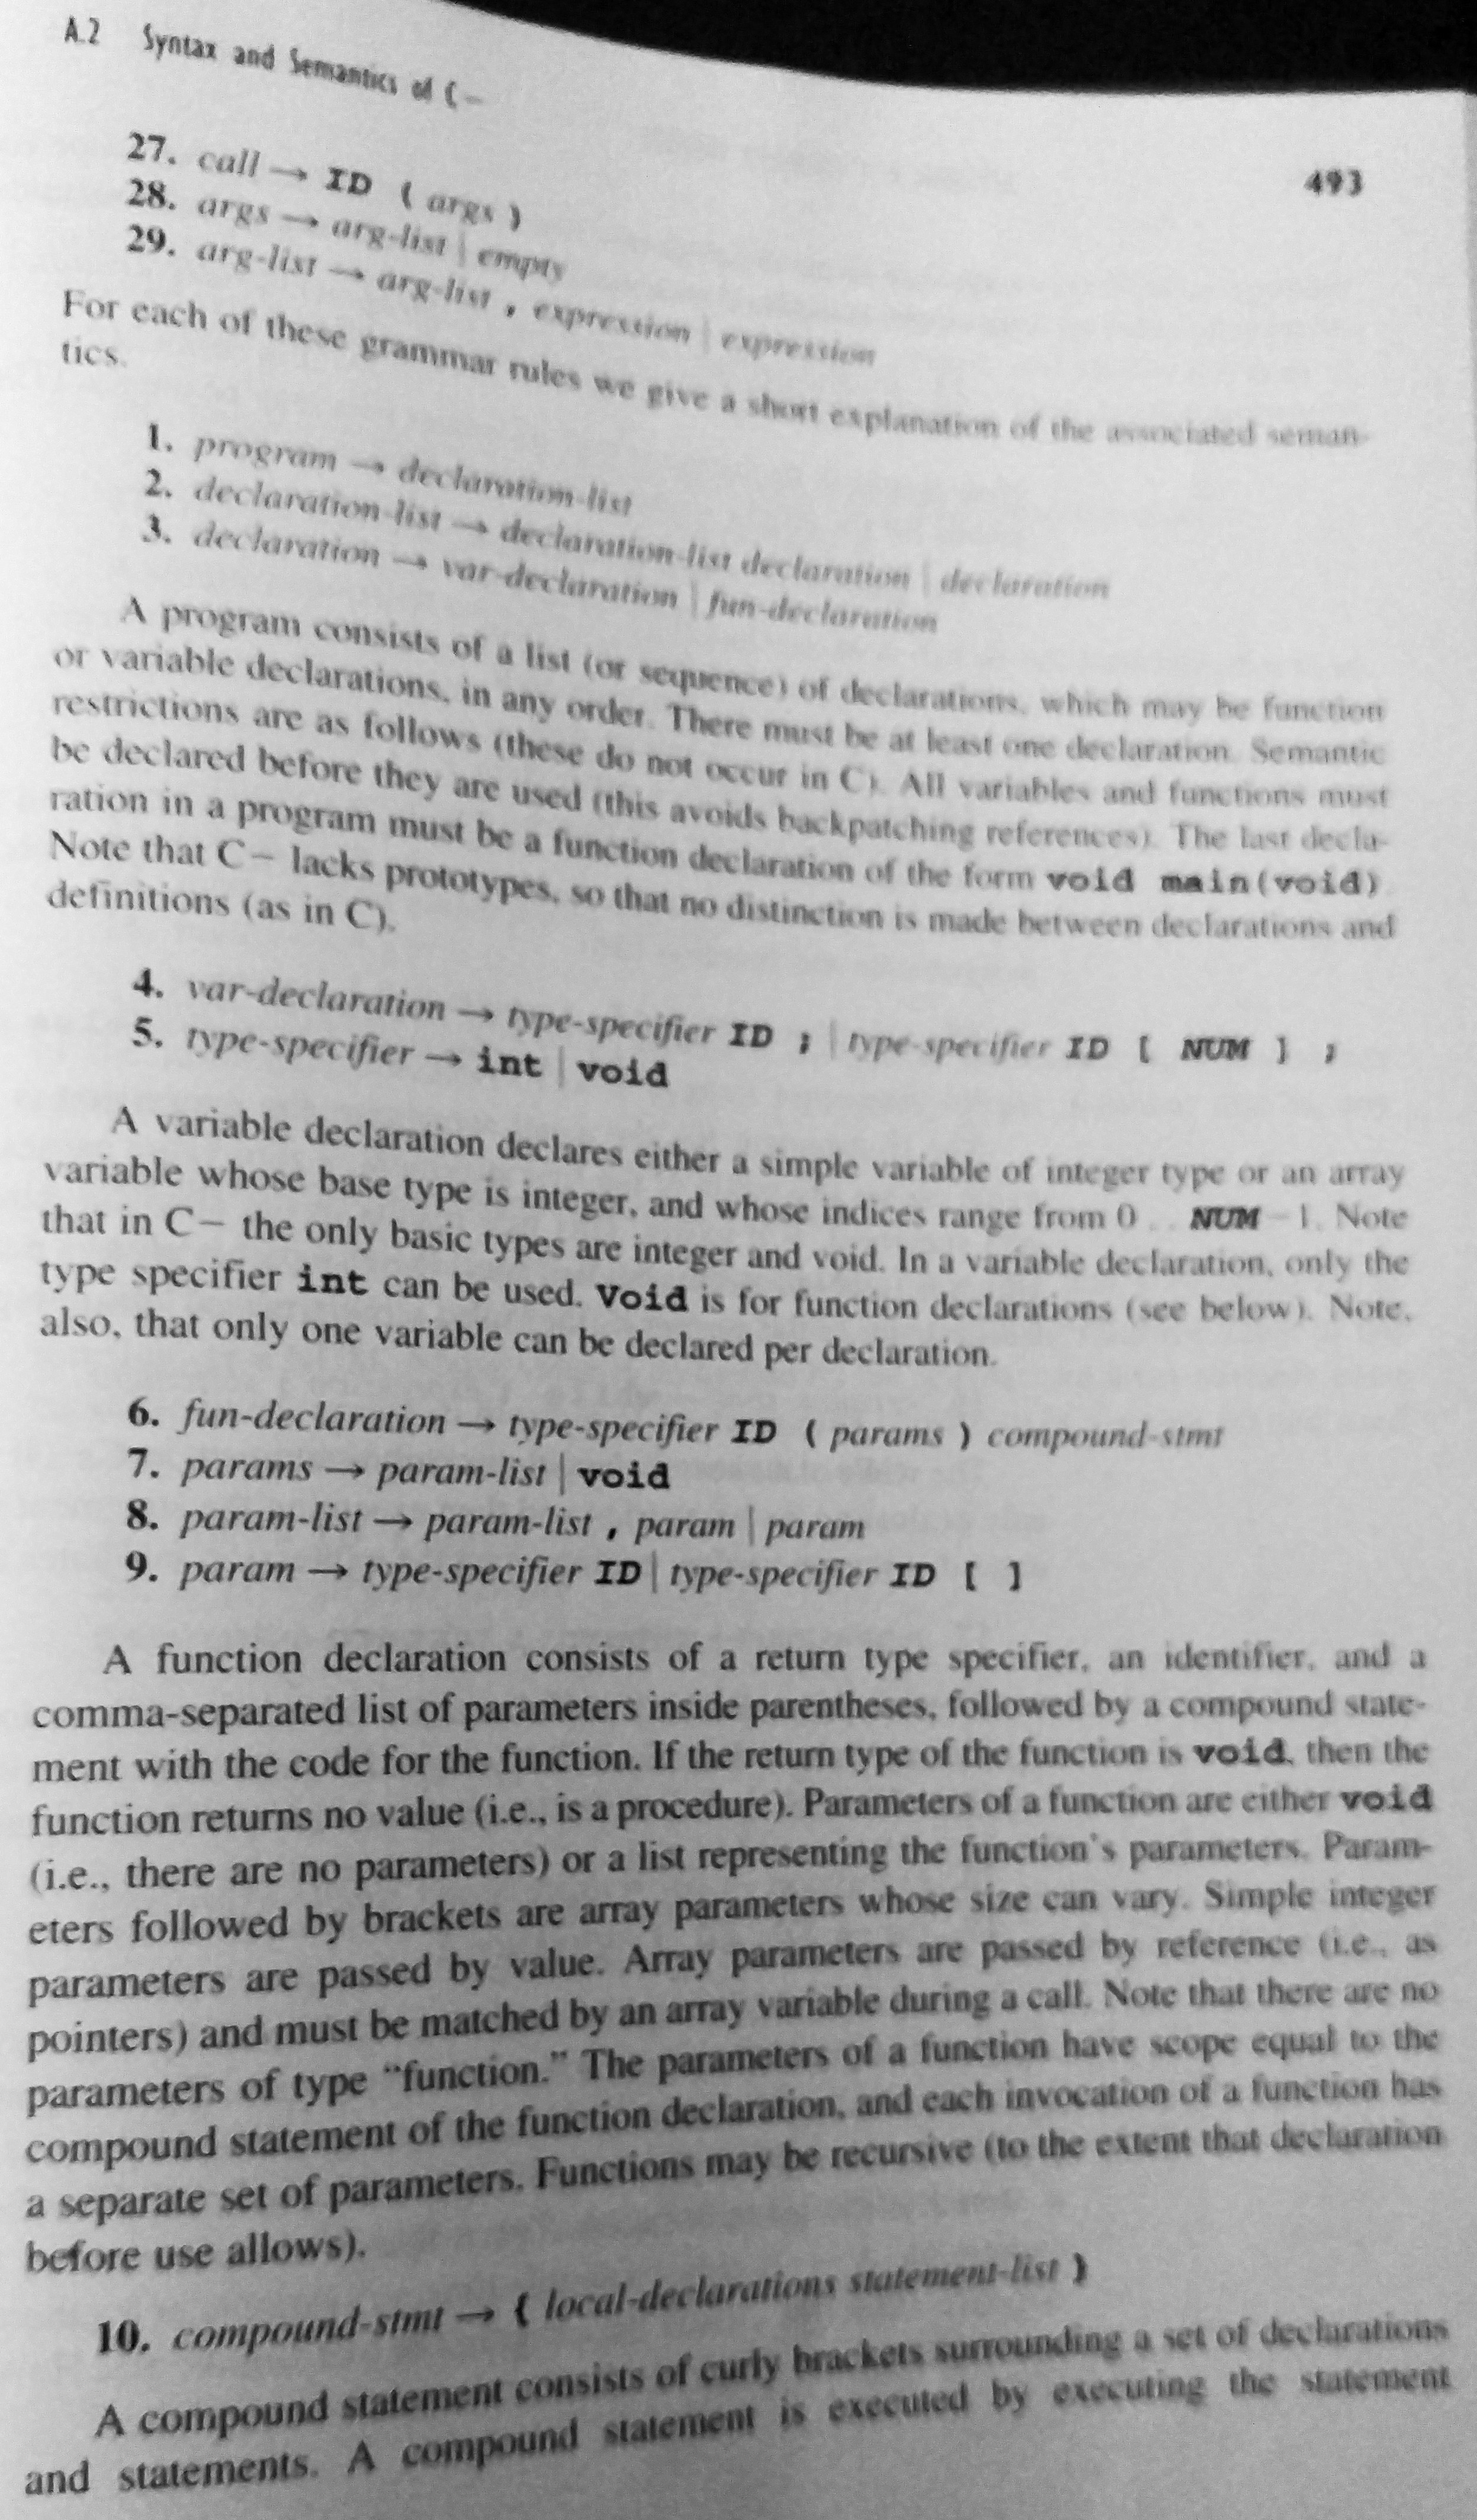 A.2 Syntax and Semantics of C–
493
27. call → ID ( args )
28. args → arg-list | empty
29. arg-list → arg-list , expression | expression
For each of these grammar rules we give a short explanation of the associated seman-
tics.
1. program → declaration-list
2. declaration-list → declaration-list declaration | declaration
3. declaration → var-declaration | fun-declaration
A program consists of a list (or sequence) of declarations, which may be function
or variable declarations, in any order. There must be at least one declaration. Semantic
restrictions are as follows (these do not occur in C). All variables and functions must
be declared before they are used (this avoids backpatching references). The last decla-
ration in a program must be a function declaration of the form void main(void)
Note that C– lacks prototypes, so that no distinction is made between declarations and
definitions (as in C).
4. var-declaration → type-specifier ID ; | type-specifier ID [ NUM ] ;
5. type-specifier → int | void
A variable declaration declares either a simple variable of integer type or an array
variable whose base type is integer, and whose indices range from 0 .. NUM–1. Note
that in C– the only basic types are integer and void. In a variable declaration, only the
type specifier int can be used. Void is for function declarations (see below). Note,
also, that only one variable can be declared per declaration.
6. fun-declaration → type-specifier ID ( params ) compound-stmt
7. params → param-list | void
8. param-list → param-list , param | param
9. param → type-specifier ID | type-specifier ID [ ]
A function declaration consists of a return type specifier, an identifier, and a
comma-separated list of parameters inside parentheses, followed by a compound state-
ment with the code for the function. If the return type of the function is void, then the
function returns no value (i.e., is a procedure). Parameters of a function are either void
(i.e., there are no parameters) or a list representing the function's parameters. Param-
eters followed by brackets are array parameters whose size can vary. Simple integer
parameters are passed by value. Array parameters are passed by reference (i.e., as
pointers) and must be matched by an array variable during a call. Note that there are no
parameters of type “function.” The parameters of a function have scope equal to the
compound statement of the function declaration, and each invocation of a function has
a separate set of parameters. Functions may be recursive (to the extent that declaration
before use allows).
10. compound-stmt → { local-declarations statement-list }
A compound statement consists of curly brackets surrounding a set of declarations
and statements. A compound statement is executed by executing the statement